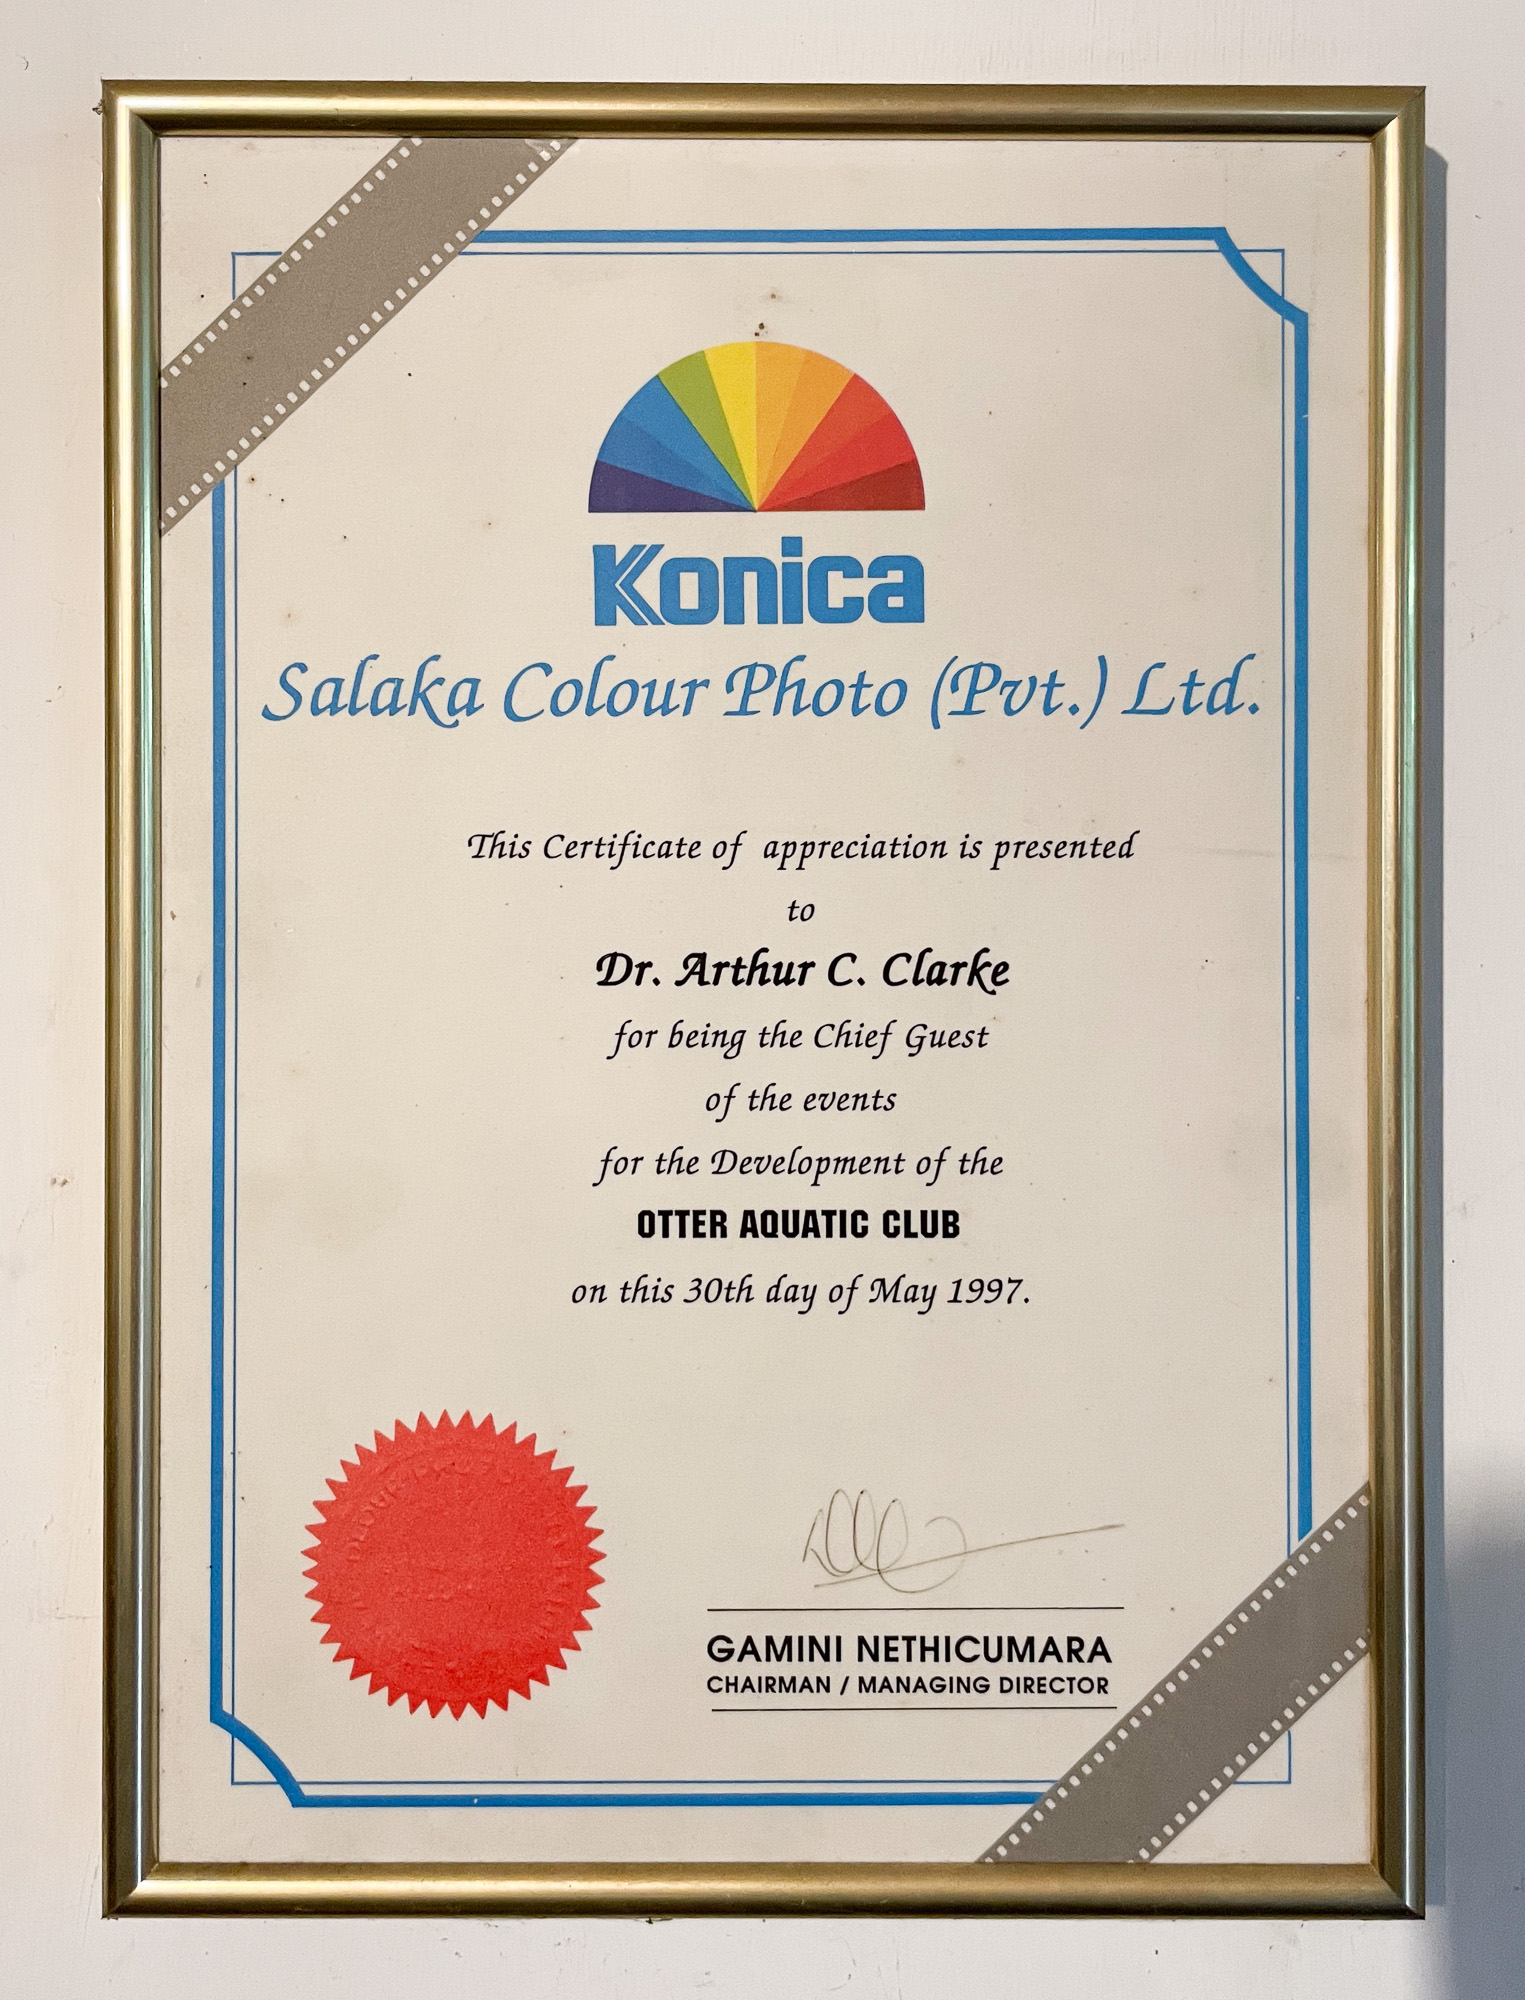 Konica
Salaka Colour Photo (Pvt.) Ltd.
This Certificate of appreciation is presented
to
Dr. Arthur C. Clarke
for being the Chief Guest
of the events
for the Development of the
OTTER AQUATIC CLUB
on this 30th day of May 1997.
GAMINI NETHICUMARA
CHAIRMAN / MANAGING DIRECTOR